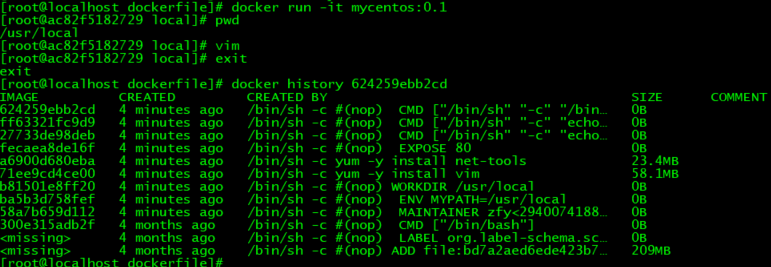 [root@localhost dockerfile]# docker run -it mycentos:0.1
[root@ac82f5182729 local]# pwd
/usr/local
[root@ac82f5182729 local]# vim
[root@ac82f5182729 local]# exit
exit
[root@localhost dockerfile]# docker history 624259ebb2cd
IMAGE CREATED CREATED BY SIZE COMMENT
624259ebb2cd 4 minutes ago /bin/sh -c #(nop) CMD ["/bin/sh" "-c" "/bin… 0B
ff63321fc9d9 4 minutes ago /bin/sh -c #(nop) CMD ["/bin/sh" "-c" "echo… 0B
27733de98deb 4 minutes ago /bin/sh -c #(nop) CMD ["/bin/sh" "-c" "echo… 0B
fecaea8de16f 4 minutes ago /bin/sh -c #(nop) EXPOSE 80 0B
a6900d680eba 4 minutes ago /bin/sh -c yum -y install net-tools 23.4MB
71ee9cd4ce00 4 minutes ago /bin/sh -c yum -y install vim 58.1MB
b81501e8ff20 4 minutes ago /bin/sh -c #(nop) WORKDIR /usr/local 0B
ba5b3d758fef 4 minutes ago /bin/sh -c #(nop) ENV MYPATH=/usr/local 0B
58a7b659d112 4 minutes ago /bin/sh -c #(nop) MAINTAINER zfy<2940074188… 0B
300e315adb2f 4 months ago /bin/sh -c #(nop) CMD ["/bin/bash"] 0B
<missing> 4 months ago /bin/sh -c #(nop) LABEL org.label-schema.sc… 0B
<missing> 4 months ago /bin/sh -c #(nop) ADD file:bd7a2aed6ede423b7… 209MB
[root@localhost dockerfile]#